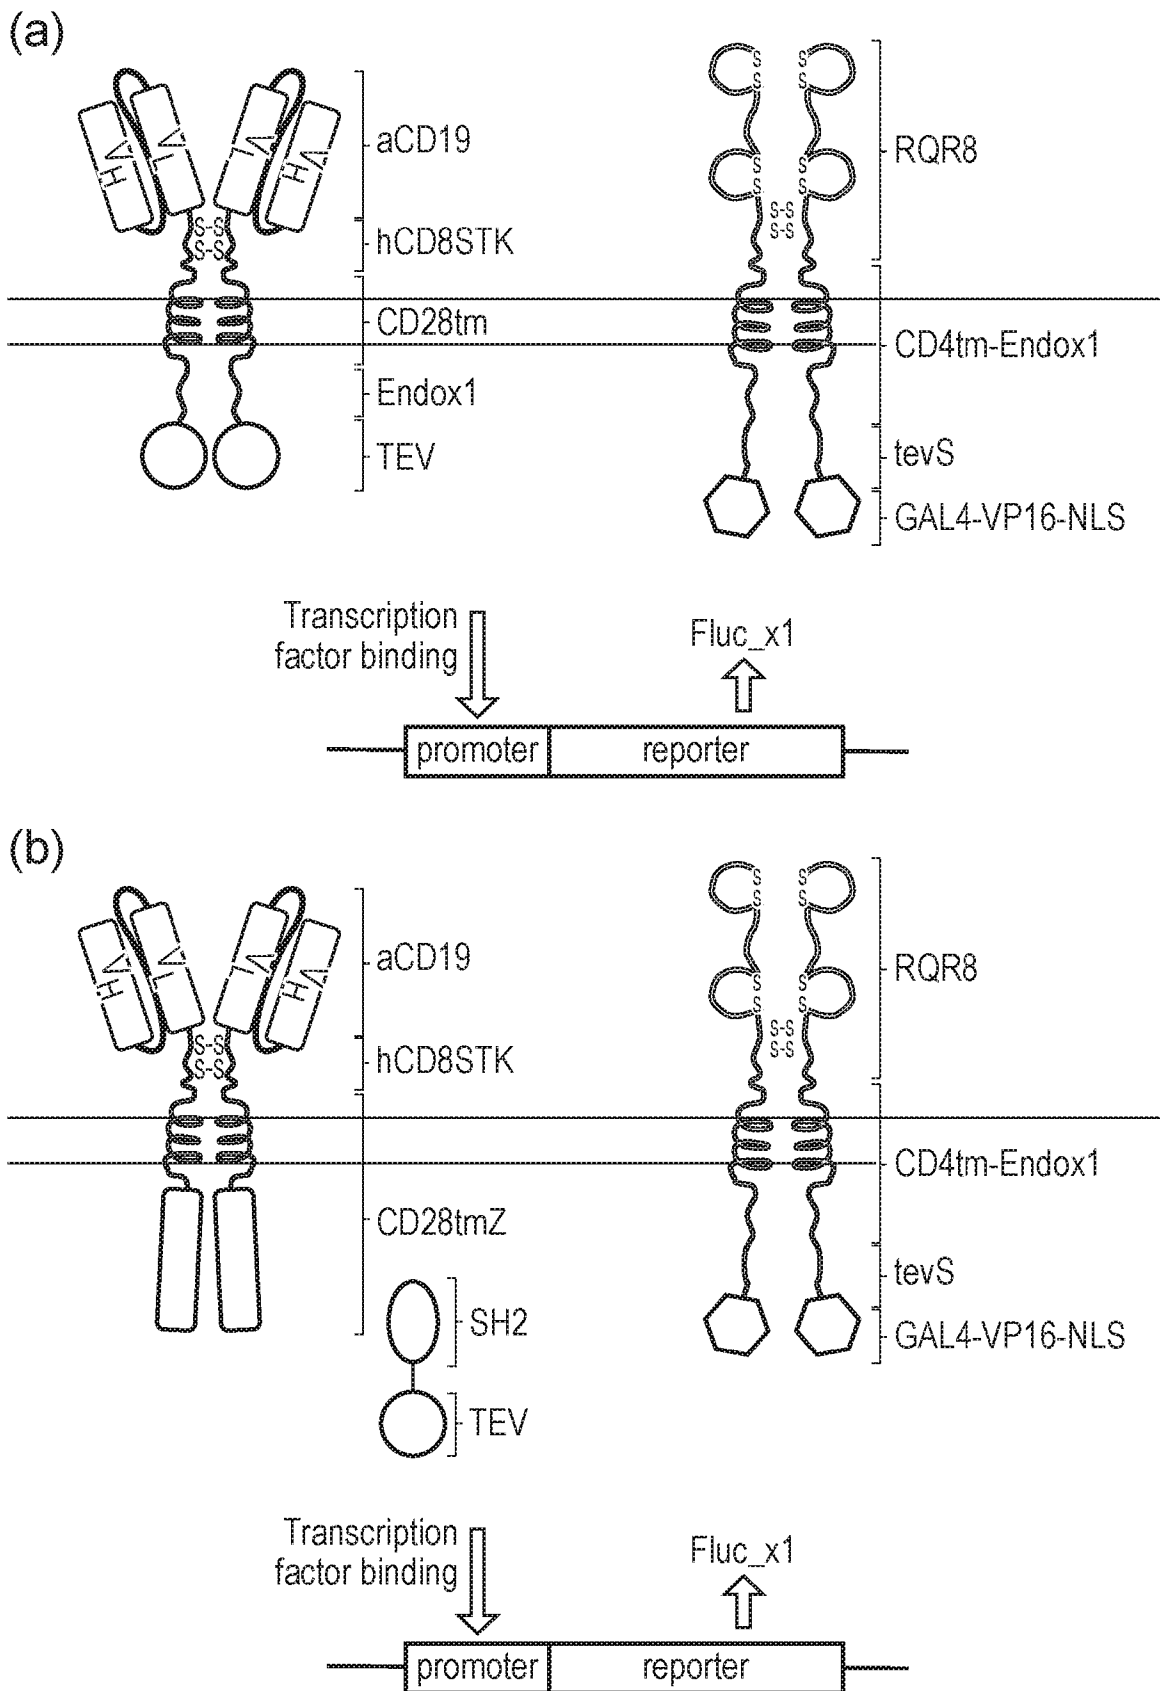 (a)
VH
VL
VL
VH
S-S
S-S
aCD19
hCD8STK
CD28tm
Endox1
TEV
S
S
S
S
S
S
S
S
S-S
S-S
RQR8
CD4tm-Endox1
tevS
GAL4-VP16-NLS
Transcription
factor binding
Fluc_x1
promoter
reporter
(b)
VH
VL
VL
VH
S-S
S-S
aCD19
hCD8STK
CD28tmZ
SH2
TEV
S
S
S
S
S
S
S
S
S-S
S-S
RQR8
CD4tm-Endox1
tevS
GAL4-VP16-NLS
Transcription
factor binding
Fluc_x1
promoter
reporter